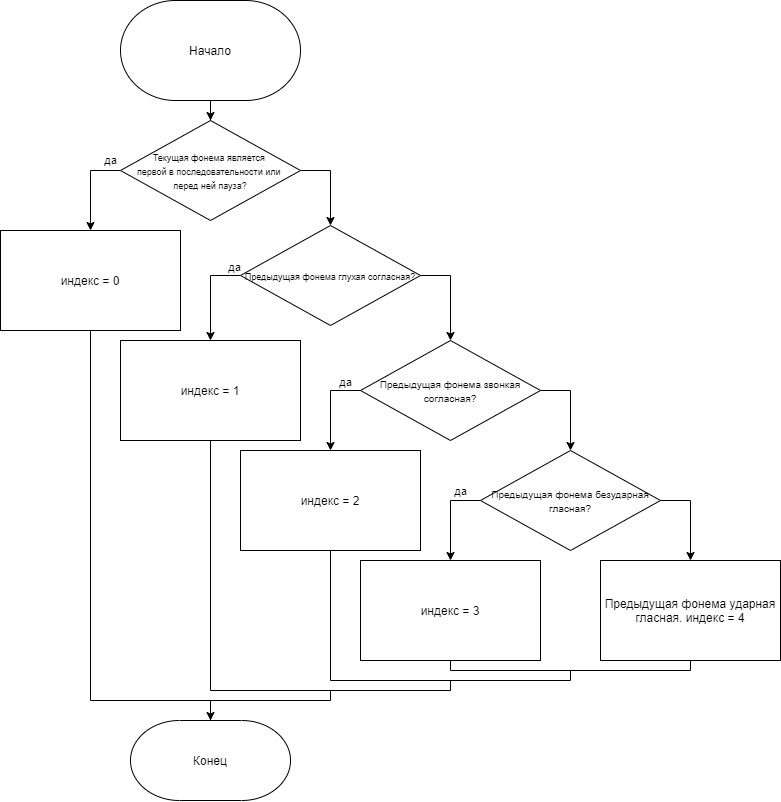 Начало
Текущая фонема является
первой в последовательности или
перед ней пауза?
да
индекс = 0
Предыдущая фонема глухая согласная?
да
индекс = 1
Предыдущая фонема звонкая
согласная?
да
индекс = 2
Предыдущая фонема безударная
гласная?
да
индекс = 3
Предыдущая фонема ударная
гласная. индекс = 4
Конец